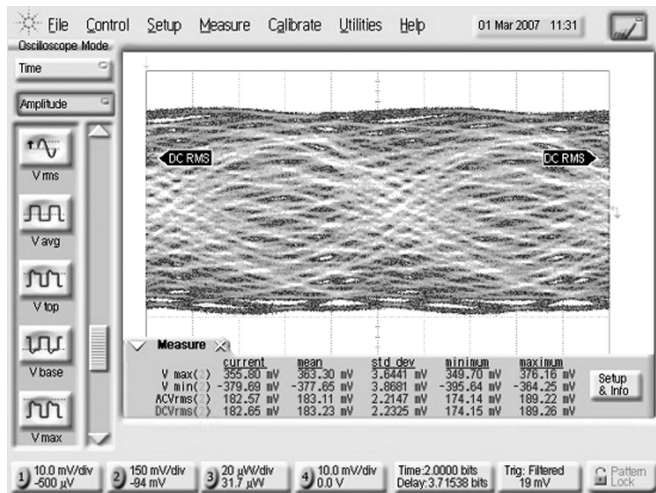 File Control Setup Measure Calibrate Utilities Help 01 Mar 2007 11:31
Oscilloscope Mode
Time
Amplitude
V rms
V avg
V top
V base
V max
DC RMS DC RMS
Measure
current mean std dev minimum maximum
V max(2) 355.80 mV 363.30 mV 3.6441 mV 349.70 mV 376.16 mV
V min(2) -379.69 mV -377.65 mV 3.8681 mV -395.64 mV -364.25 mV
ACVrms(2) 182.57 mV 183.11 mV 2.2147 mV 174.14 mV 189.22 mV
DCVrms(2) 182.65 mV 183.23 mV 2.2325 mV 174.15 mV 189.26 mV
Setup
& Info
1) 10.0 mV/div
-500 µV
2) 150 mV/div
-94 mV
3) 20 µW/div
31.7 µW
4) 10.0 mV/div
0.0 V
Time:2.0000 bits
Delay:3.71538 bits
Trig: Filtered
19 mV
Pattern
Lock